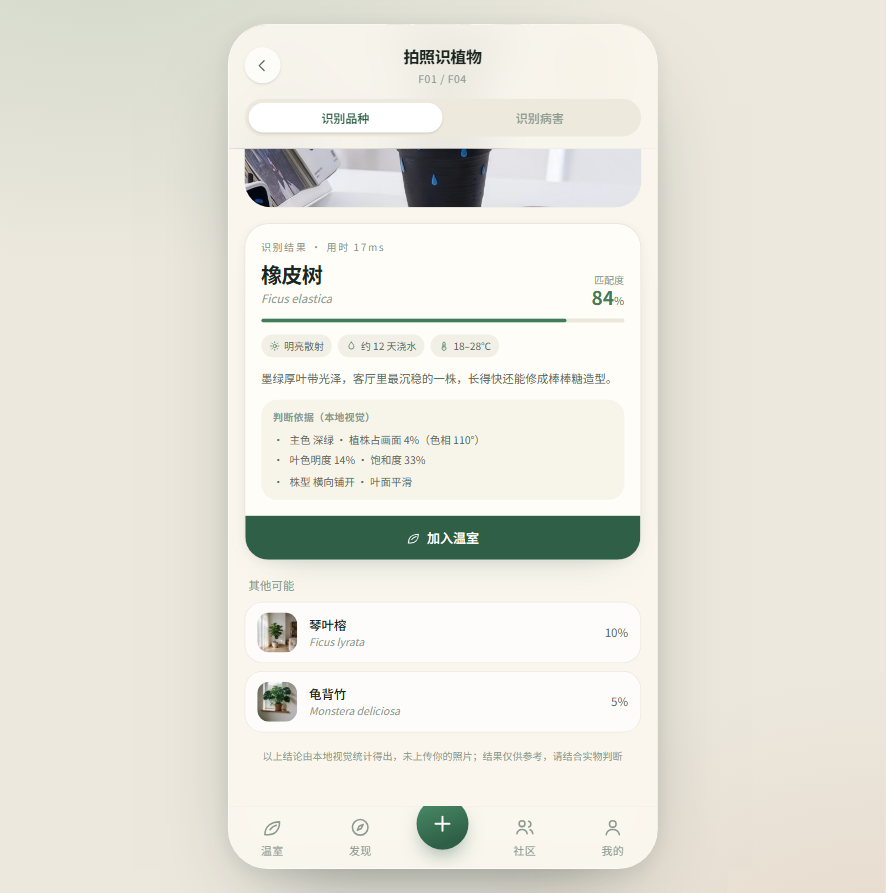 拍照识植物
F01 / F04
识别品种
识别病害
识别结果 · 用时 17ms
橡皮树
Ficus elastica
匹配度
84%
明亮散射
约 12 天浇水
18–28℃
墨绿厚叶带光泽，客厅里最沉稳的一株，长得快还能修成棒棒糖造型。
判断依据（本地视觉）
· 主色 深绿 · 植株占画面 4%（色相 110°）
· 叶色明度 14% · 饱和度 33%
· 株型 横向铺开 · 叶面平滑
加入温室
其他可能
琴叶榕
Ficus lyrata
10%
龟背竹
Monstera deliciosa
5%
以上结论由本地视觉统计得出，未上传你的照片；结果仅供参考，请结合实物判断
温室
发现
社区
我的